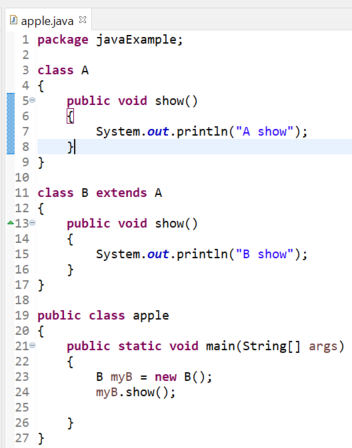 apple.java
1 package javaExample;
2
3 class A
4 {
5 public void show()
6 {
7 System.out.println("A show");
8 }
9 }
10
11 class B extends A
12 {
13 public void show()
14 {
15 System.out.println("B show");
16 }
17 }
18
19 public class apple
20 {
21 public static void main(String[] args)
22 {
23 B myB = new B();
24 myB.show();
25
26 }
27 }